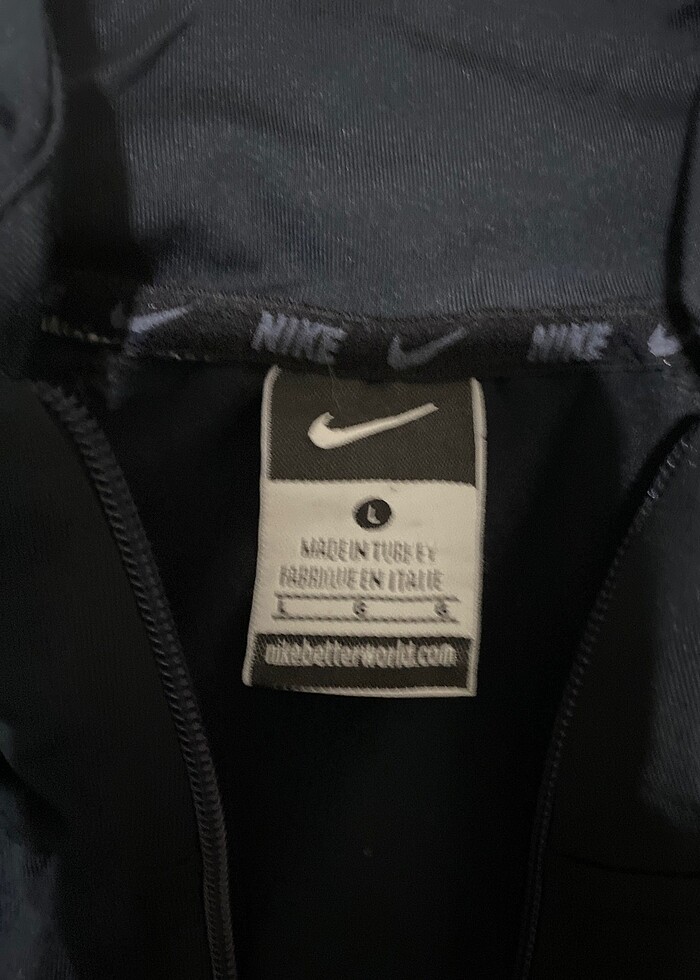 NIKE NIKE
L
MADE IN TURKEY
FABRIQUE EN ITALIE
L G G
nikebetterworld.com